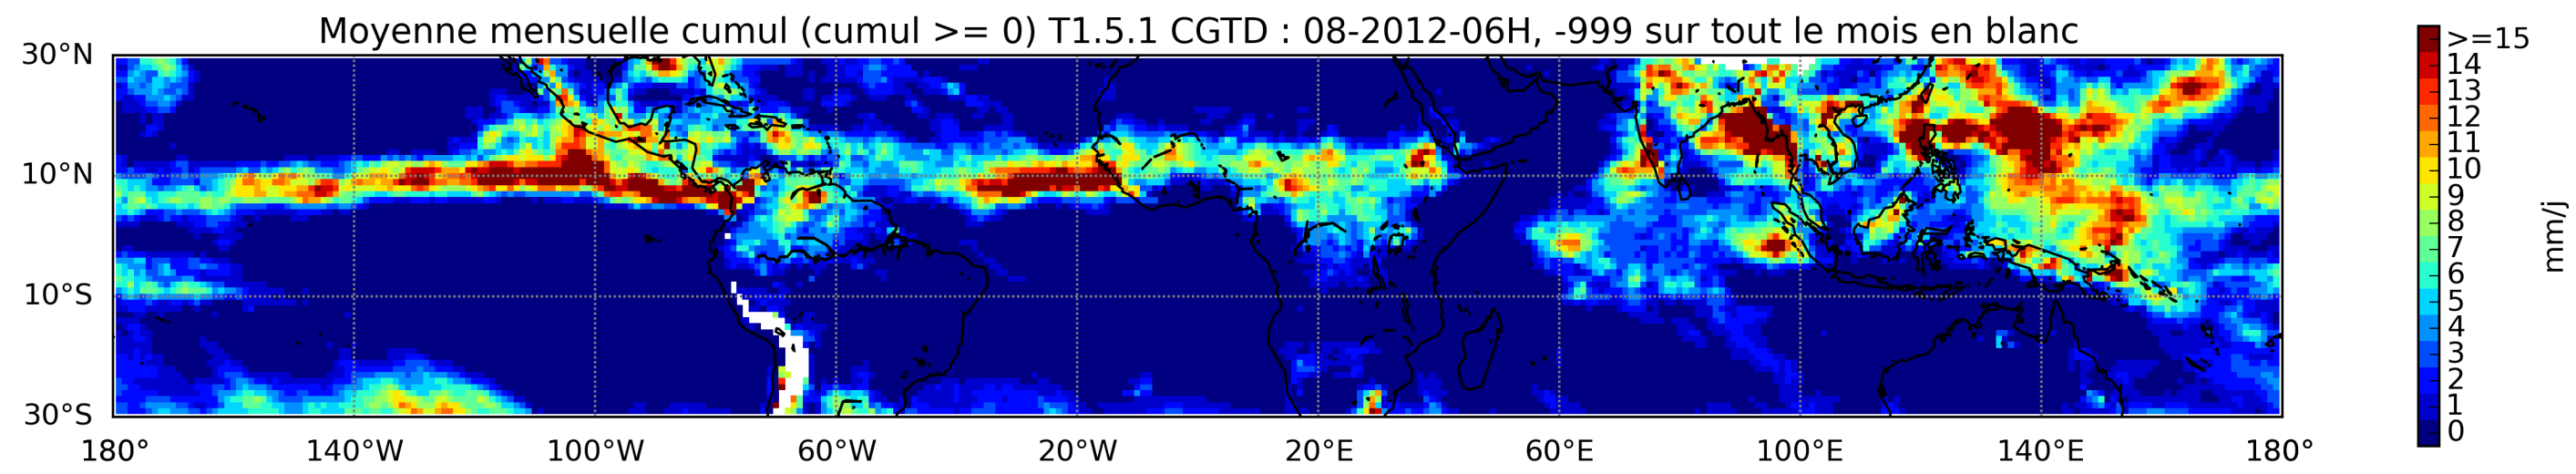 Moyenne mensuelle cumul (cumul >= 0) T1.5.1 CGTD : 08-2012-06H, -999 sur tout le mois en blanc
30°N
10°N
10°S
30°S
180°
140°W
100°W
60°W
20°W
20°E
60°E
100°E
140°E
180°
>=15
14
13
12
11
10
9
8
7
6
5
4
3
2
1
0
mm/j